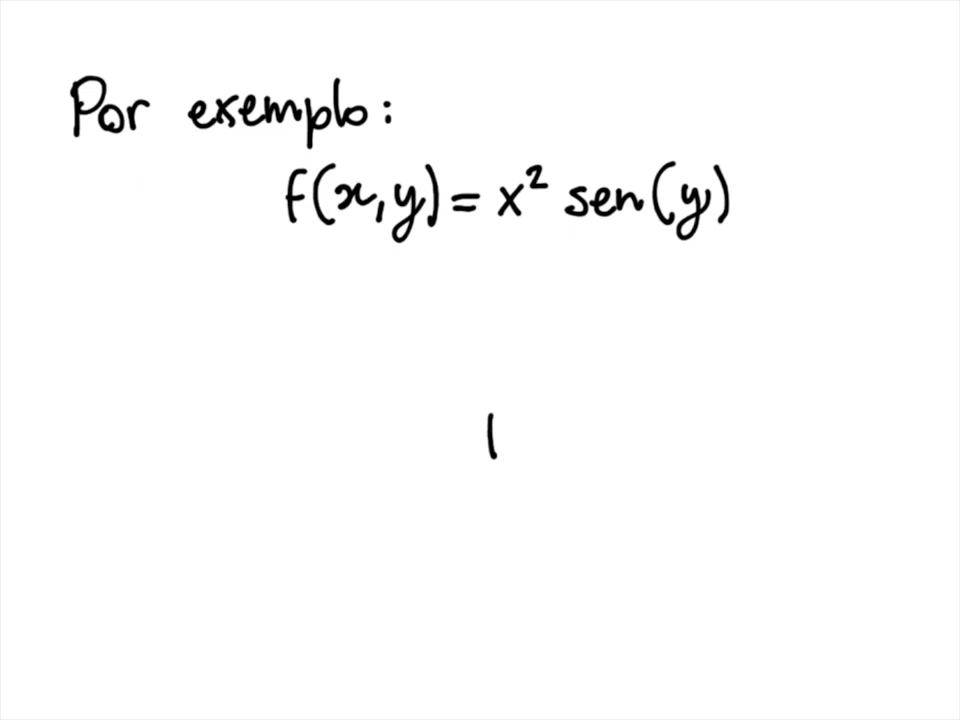 Por exemplo:
f(x,y) = x² sen(y)